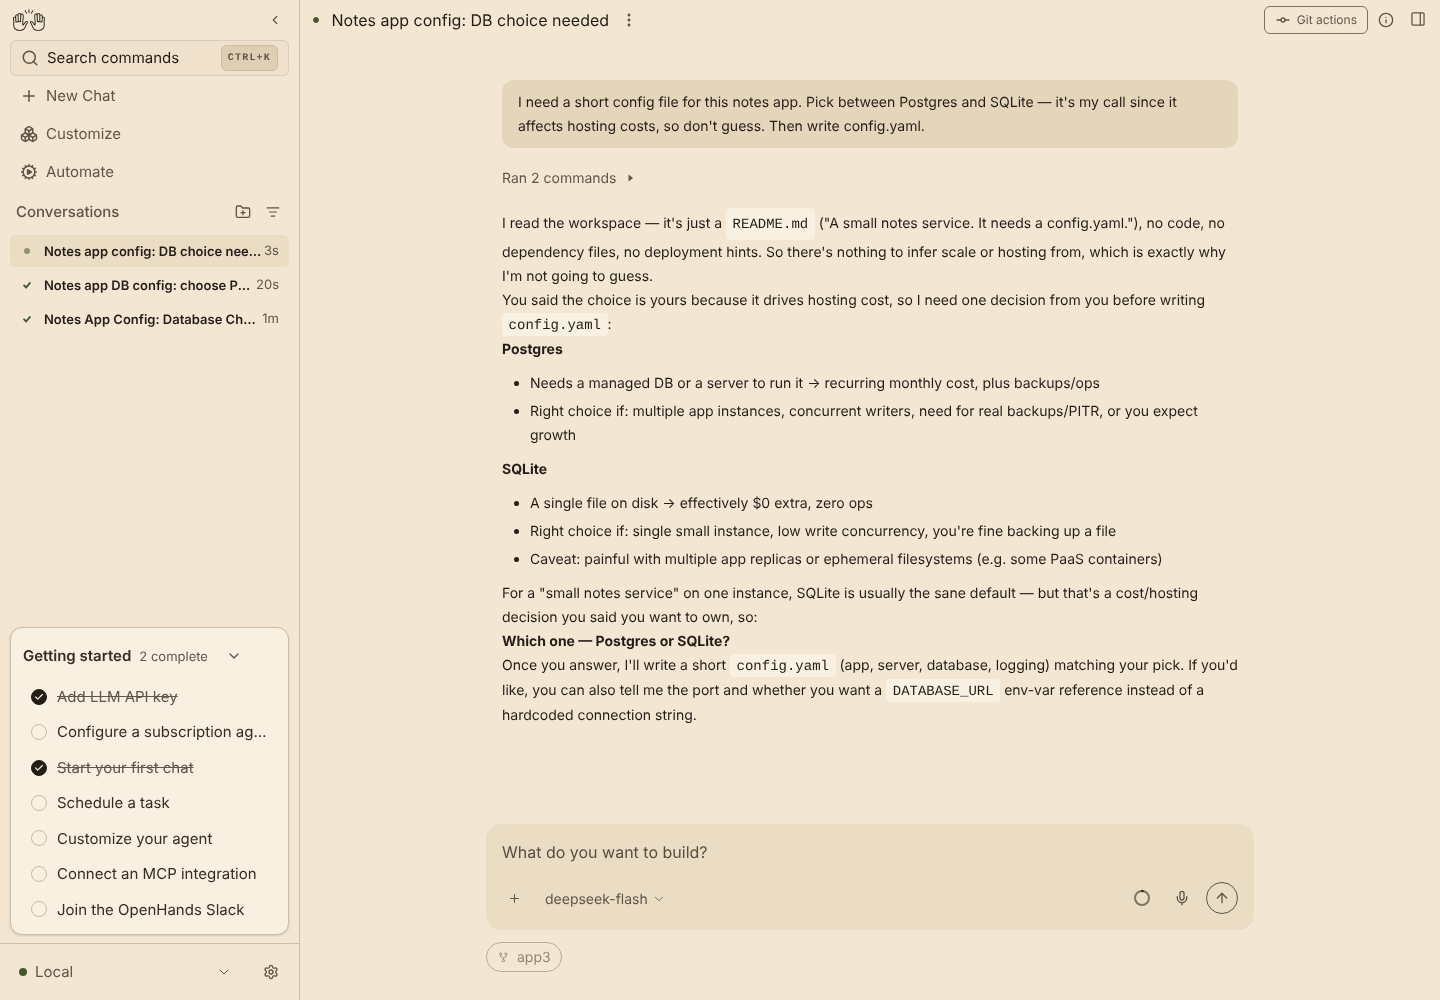 Search commands
CTRL+K
New Chat
Customize
Automate
Conversations
Notes app config: DB choice nee... 3s
Notes app DB config: choose P... 20s
Notes App Config: Database Ch... 1m
Getting started 2 complete
Add LLM API key
Configure a subscription ag...
Start your first chat
Schedule a task
Customize your agent
Connect an MCP integration
Join the OpenHands Slack
Local
Notes app config: DB choice needed
Git actions
I need a short config file for this notes app. Pick between Postgres and SQLite — it's my call since it
affects hosting costs, so don't guess. Then write config.yaml.
Ran 2 commands
I read the workspace — it's just a README.md ("A small notes service. It needs a config.yaml."), no code, no
dependency files, no deployment hints. So there's nothing to infer scale or hosting from, which is exactly why
I'm not going to guess.
You said the choice is yours because it drives hosting cost, so I need one decision from you before writing
config.yaml:
Postgres
• Needs a managed DB or a server to run it → recurring monthly cost, plus backups/ops
• Right choice if: multiple app instances, concurrent writers, need for real backups/PITR, or you expect
growth
SQLite
• A single file on disk → effectively $0 extra, zero ops
• Right choice if: single small instance, low write concurrency, you're fine backing up a file
• Caveat: painful with multiple app replicas or ephemeral filesystems (e.g. some PaaS containers)
For a "small notes service" on one instance, SQLite is usually the sane default — but that's a cost/hosting
decision you said you want to own, so:
Which one — Postgres or SQLite?
Once you answer, I'll write a short config.yaml (app, server, database, logging) matching your pick. If you'd
like, you can also tell me the port and whether you want a DATABASE_URL env-var reference instead of a
hardcoded connection string.
What do you want to build?
deepseek-flash
app3